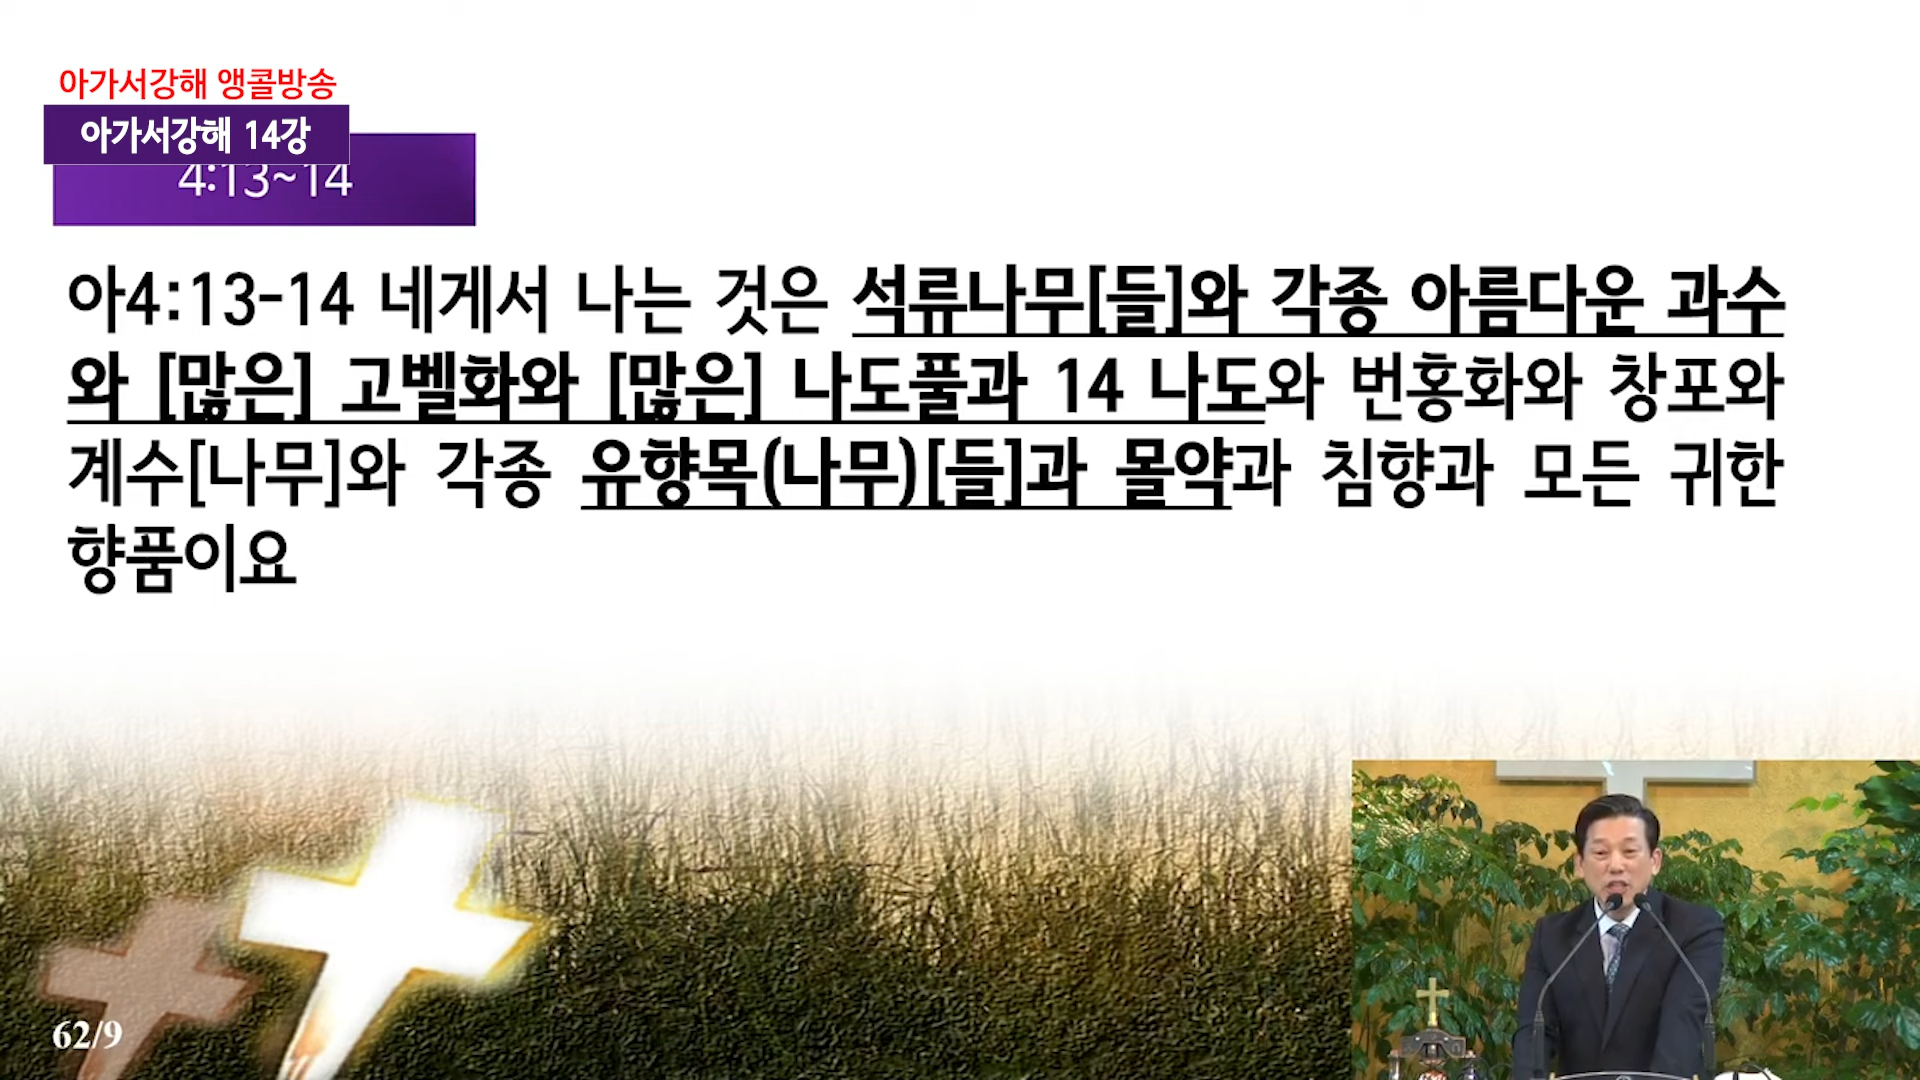 아가서강해 앵콜방송
아가서강해 14강
4:13~14
아4:13-14 네게서 나는 것은 석류나무[들]와 각종 아름다운 과수
와 [많은] 고벨화와 [많은] 나도풀과 14 나도와 번홍화와 창포와
계수[나무]와 각종 유향목(나무)[들]과 몰약과 침향과 모든 귀한
향품이요
62/9